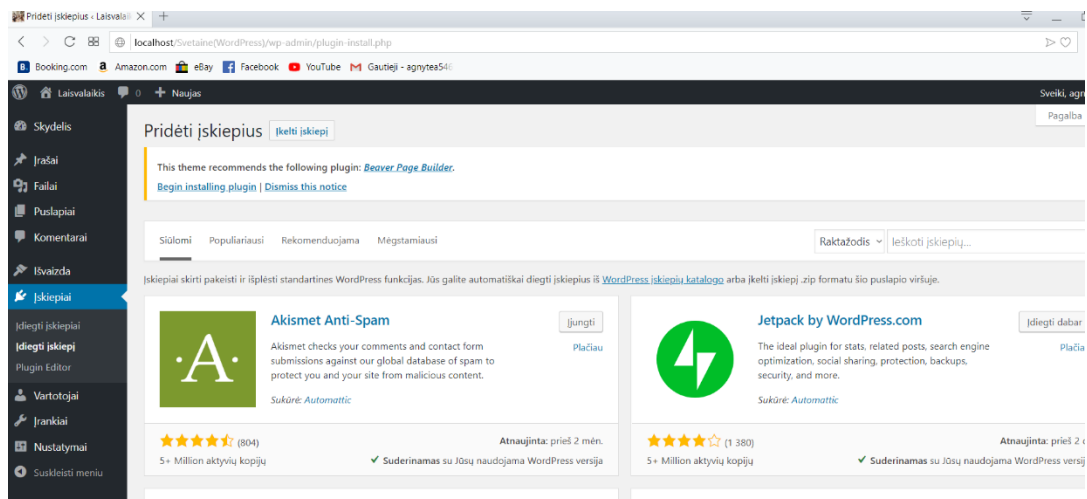 Pridėti įskiepius ‹ Laisvalaik
localhost/Svetaine(WordPress)/wp-admin/plugin-install.php
Booking.com Amazon.com eBay Facebook YouTube Gautieji - agnytea546
Laisvalaikis 0 Naujas Sveiki, agn
Skydelis
Įrašai
Failai
Puslapiai
Komentarai
Išvaizda
Įskiepiai
Įdiegti įskiepiai
Įdiegti įskiepį
Plugin Editor
Vartotojai
Įrankiai
Nustatymai
Suskleisti meniu
Pagalba
Pridėti įskiepius Įkelti įskiepį
This theme recommends the following plugin: Beaver Page Builder.
Begin installing plugin | Dismiss this notice
Siūlomi Populiariausi Rekomenduojama Mėgstamiausi Raktažodis Ieškoti įskiepių...
Įskiepiai skirti pakeisti ir išplėsti standartines WordPress funkcijas. Jūs galite automatiškai diegti įskiepius iš WordPress įskiepių katalogo arba įkelti įskiepį .zip formatu šio puslapio viršuje.
Akismet Anti-Spam
Įjungti
Plačiau
Akismet checks your comments and contact form
submissions against our global database of spam to
protect you and your site from malicious content.
Sukūrė: Automattic
(804)
Atnaujinta: prieš 2 mėn.
5+ Million aktyvių kopijų
Suderinamas su Jūsų naudojama WordPress versija
Jetpack by WordPress.com
Įdiegti dabar
Plačia
The ideal plugin for stats, related posts, search engine
optimization, social sharing, protection, backups,
security, and more.
Sukūrė: Automattic
(1 380)
Atnaujinta: prieš 2
5+ Million aktyvių kopijų
Suderinamas su Jūsų naudojama WordPress versij